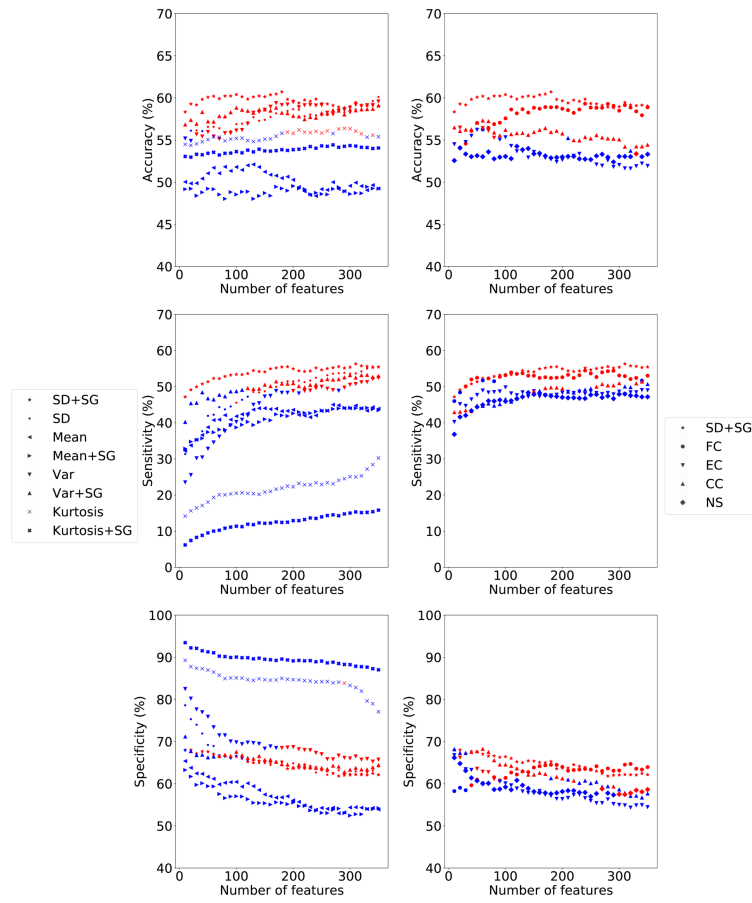 70
65
60
55
50
45
40
Accuracy (%)
0 100 200 300
Number of features
70
65
60
55
50
45
40
Accuracy (%)
0 100 200 300
Number of features
70
60
50
40
30
20
10
0
Sensitivity (%)
0 100 200 300
Number of features
70
60
50
40
30
20
10
0
Sensitivity (%)
0 100 200 300
Number of features
SD+SG
SD
Mean
Mean+SG
Var
Var+SG
Kurtosis
Kurtosis+SG
SD+SG
FC
EC
CC
NS
100
90
80
70
60
50
40
Specificity (%)
0 100 200 300
Number of features
100
90
80
70
60
50
40
Specificity (%)
0 100 200 300
Number of features